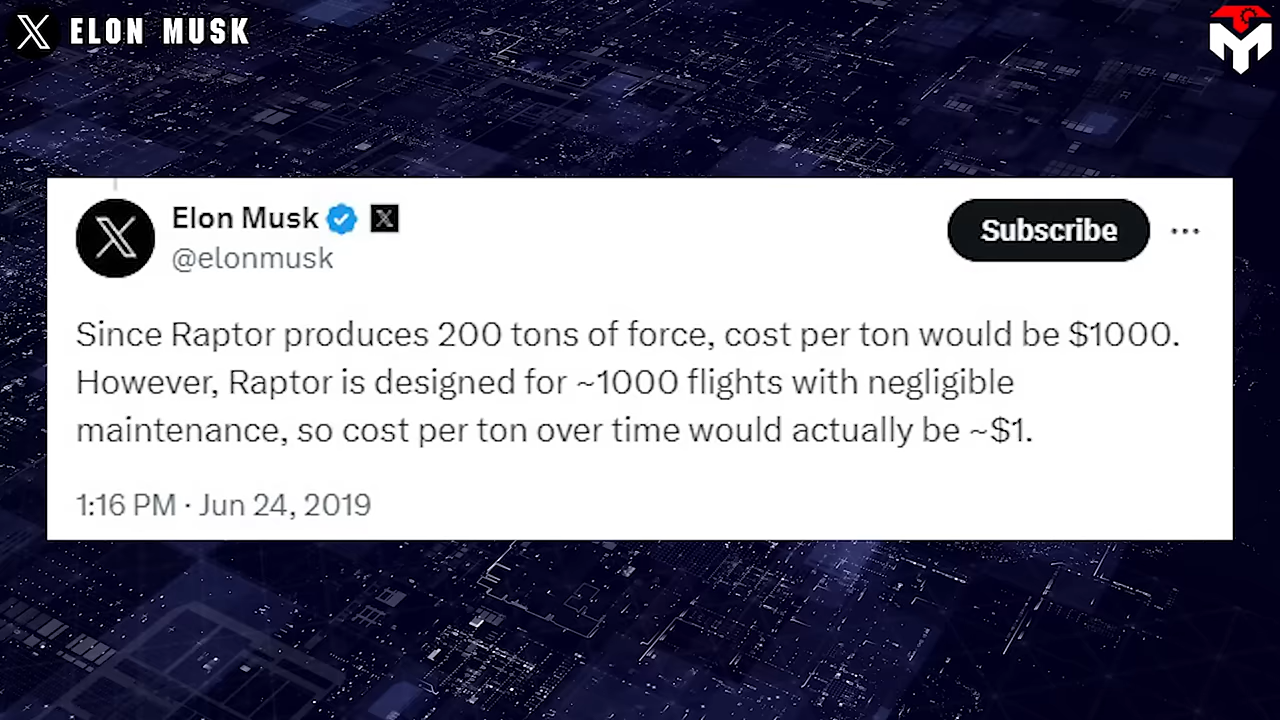 X ELON MUSK
M
Elon Musk X
@elonmusk
Subscribe
Since Raptor produces 200 tons of force, cost per ton would be $1000.
However, Raptor is designed for ~1000 flights with negligible
maintenance, so cost per ton over time would actually be ~$1.
1:16 PM · Jun 24, 2019